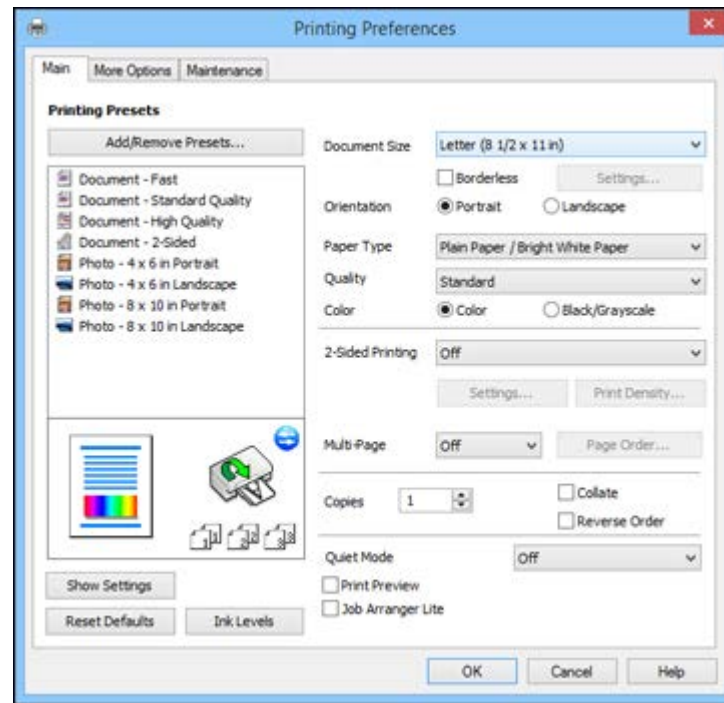 Printing Preferences
Main
More Options
Maintenance
Printing Presets
Add/Remove Presets...
Document - Fast
Document - Standard Quality
Document - High Quality
Document - 2-Sided
Photo - 4 x 6 in Portrait
Photo - 4 x 6 in Landscape
Photo - 8 x 10 in Portrait
Photo - 8 x 10 in Landscape
Show Settings
Reset Defaults
Ink Levels
Document Size
Letter (8 1/2 x 11 in)
Borderless
Settings...
Orientation
Portrait
Landscape
Paper Type
Plain Paper / Bright White Paper
Quality
Standard
Color
Color
Black/Grayscale
2-Sided Printing
Off
Settings...
Print Density...
Multi-Page
Off
Page Order...
Copies
1
Collate
Reverse Order
Quiet Mode
Off
Print Preview
Job Arranger Lite
OK
Cancel
Help